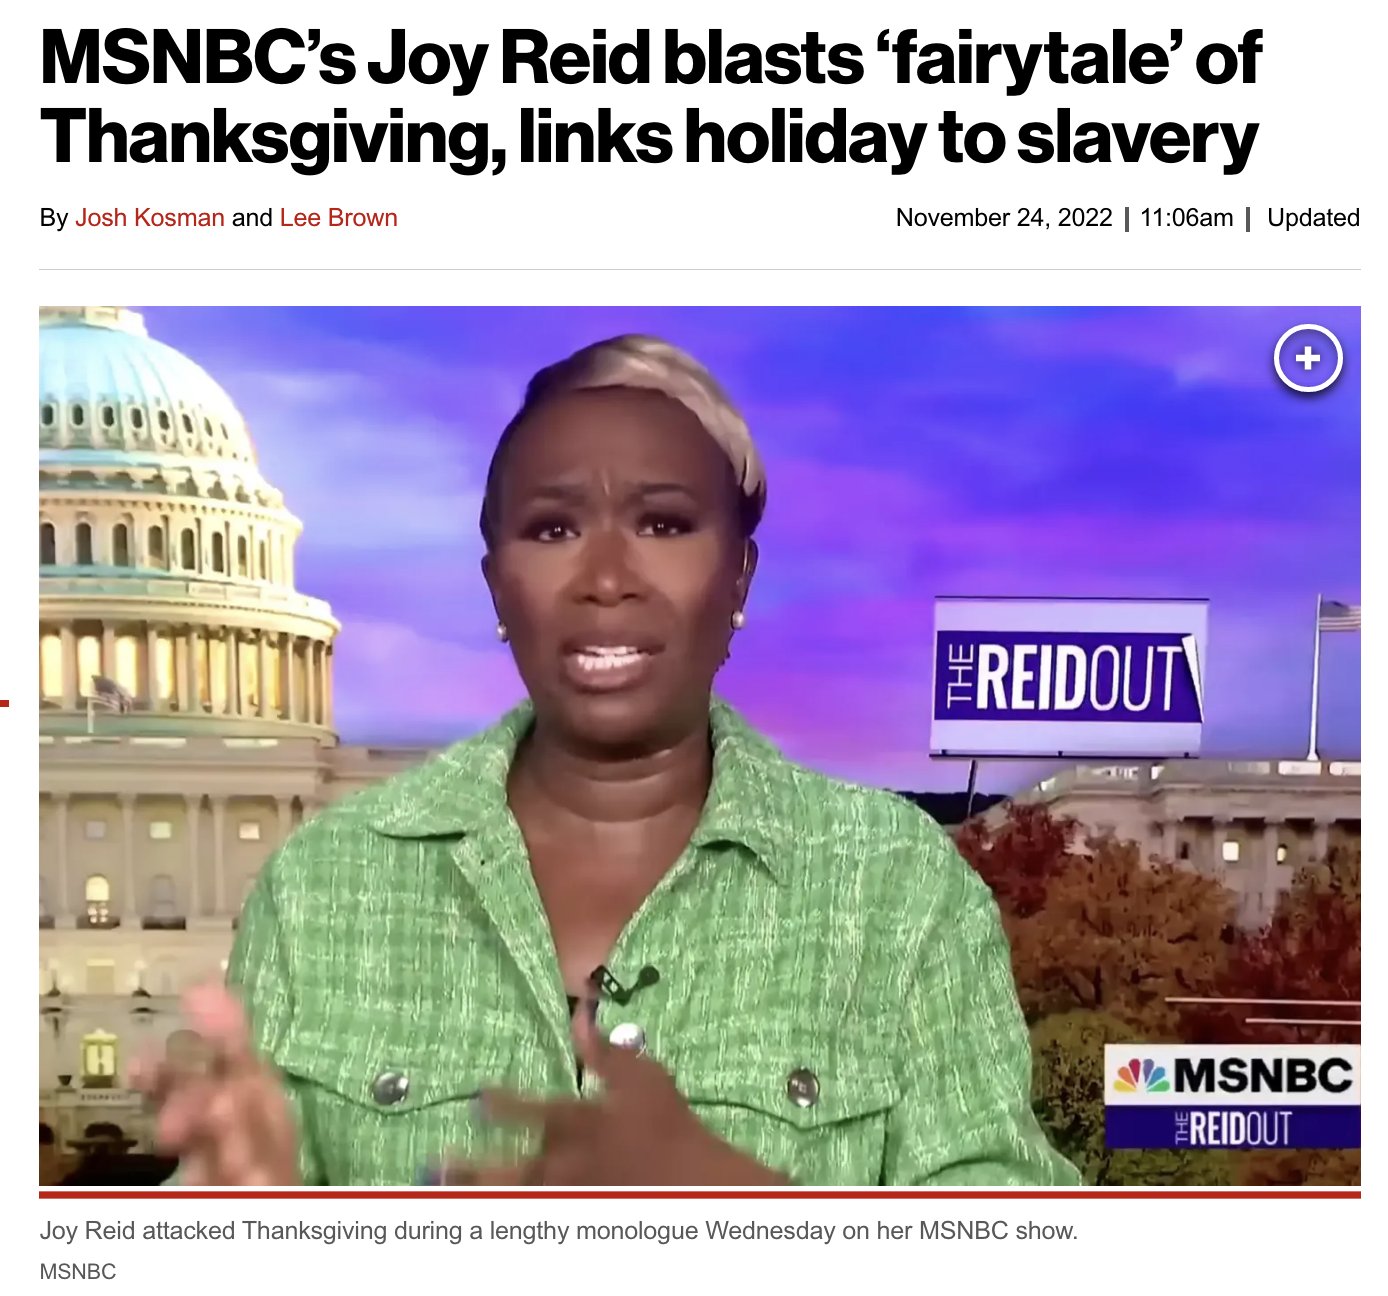 MSNBC’s Joy Reid blasts ‘fairytale’ of
Thanksgiving, links holiday to slavery
By Josh Kosman and Lee Brown
November 24, 2022 | 11:06am | Updated
THE REIDOUT
MSNBC
THE REIDOUT
Joy Reid attacked Thanksgiving during a lengthy monologue Wednesday on her MSNBC show.
MSNBC